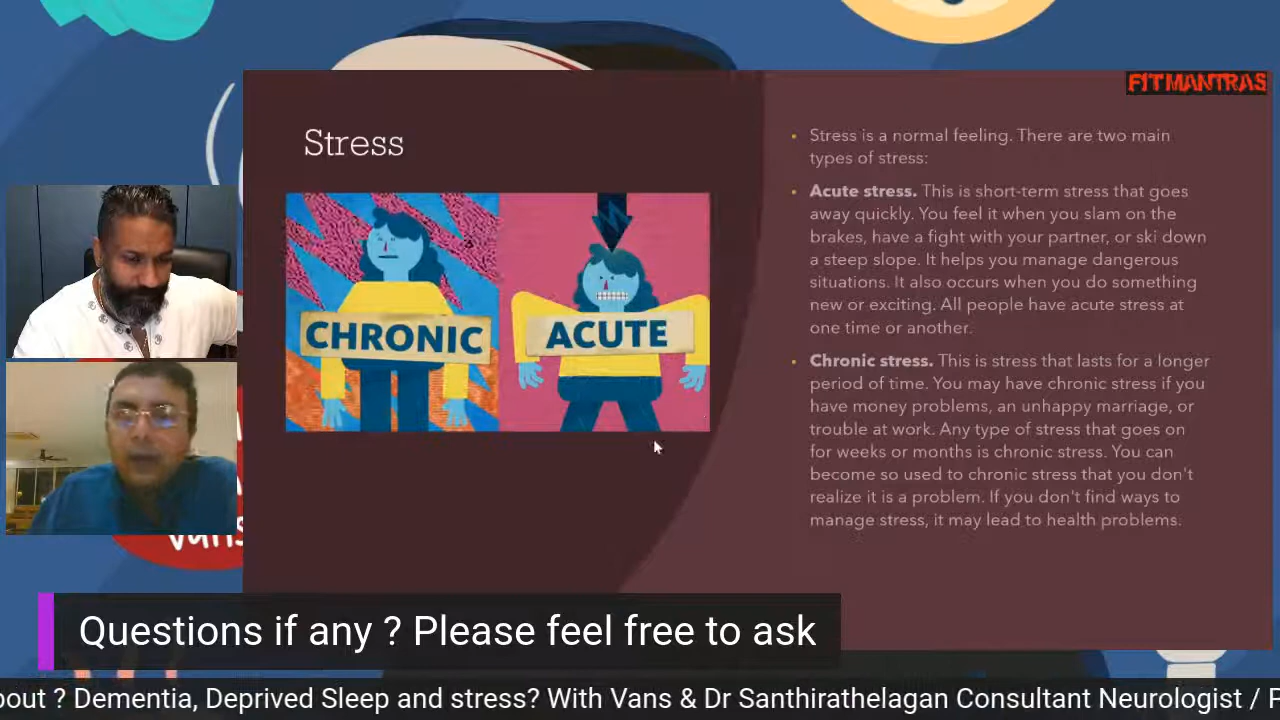 FITMANTRAS
Stress
CHRONIC
ACUTE
• Stress is a normal feeling. There are two main
types of stress:
• Acute stress. This is short-term stress that goes
away quickly. You feel it when you slam on the
brakes, have a fight with your partner, or ski down
a steep slope. It helps you manage dangerous
situations. It also occurs when you do something
new or exciting. All people have acute stress at
one time or another.
• Chronic stress. This is stress that lasts for a longer
period of time. You may have chronic stress if you
have money problems, an unhappy marriage, or
trouble at work. Any type of stress that goes on
for weeks or months is chronic stress. You can
become so used to chronic stress that you don't
realize it is a problem. If you don't find ways to
manage stress, it may lead to health problems.
Questions if any ? Please feel free to ask
bout ? Dementia, Deprived Sleep and stress? With Vans & Dr Santhirathelagan Consultant Neurologist /